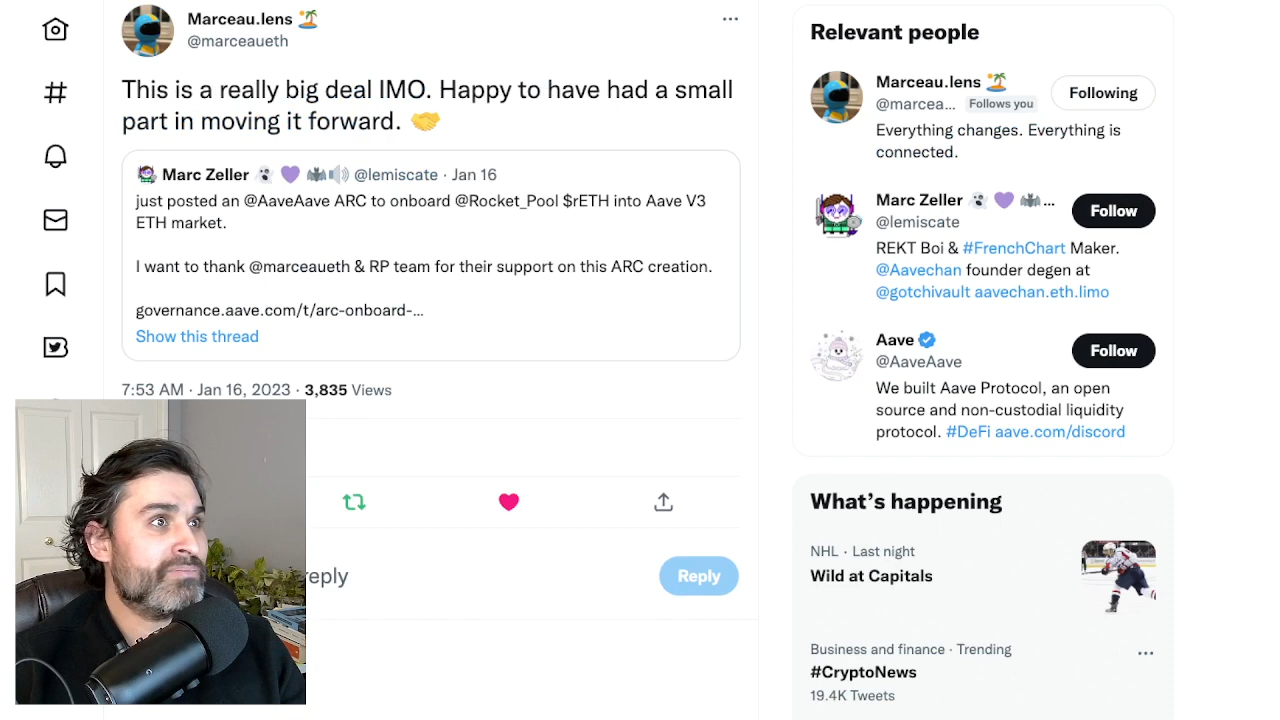 Marceau.lens 🏝️
@marceaueth
This is a really big deal IMO. Happy to have had a small
part in moving it forward. 🤝
Marc Zeller 👻 💜 🦇🔊 @lemiscate · Jan 16
just posted an @AaveAave ARC to onboard @Rocket_Pool $rETH into Aave V3
ETH market.
I want to thank @marceaueth & RP team for their support on this ARC creation.
governance.aave.com/t/arc-onboard-…
Show this thread
7:53 AM · Jan 16, 2023 · 3,835 Views
reply
Reply
Relevant people
Marceau.lens 🏝️
@marcea... Follows you
Following
Everything changes. Everything is
connected.
Marc Zeller 👻 💜 🦇...
@lemiscate
Follow
REKT Boi & #FrenchChart Maker.
@Aavechan founder degen at
@gotchivault aavechan.eth.limo
Aave
@AaveAave
Follow
We built Aave Protocol, an open
source and non-custodial liquidity
protocol. #DeFi aave.com/discord
What's happening
NHL · Last night
Wild at Capitals
Business and finance · Trending
#CryptoNews
19.4K Tweets